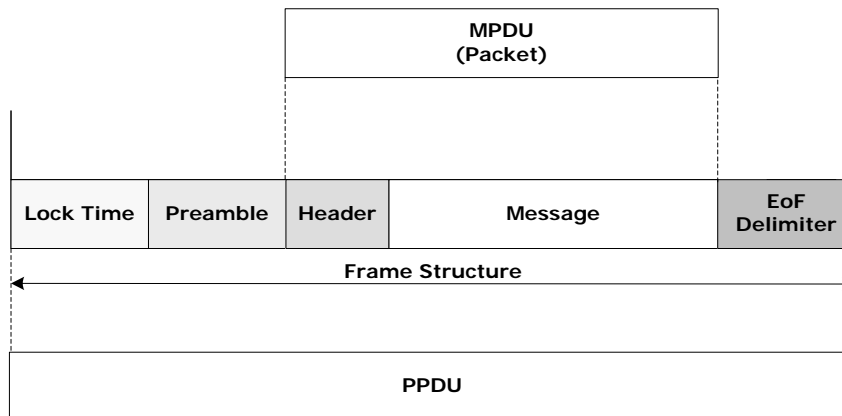 MPDU
(Packet)
Lock Time
Preamble
Header
Message
EoF
Delimiter
Frame Structure
PPDU